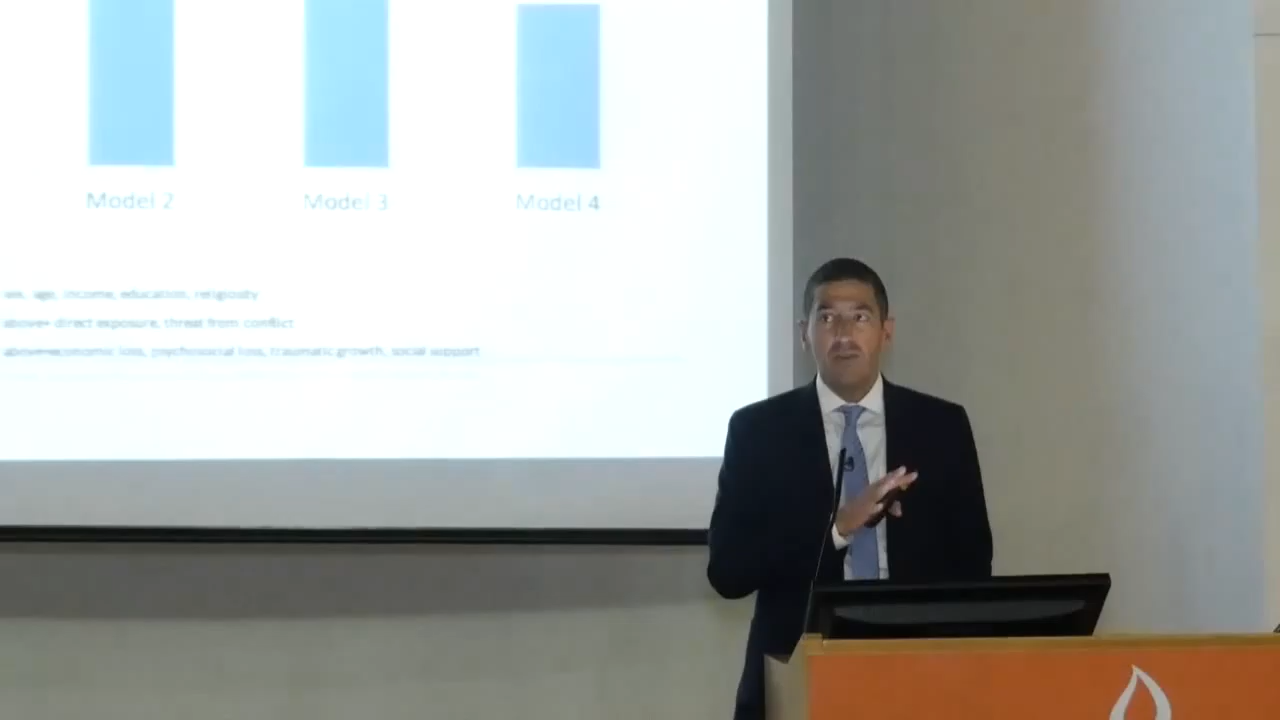 Model 2 Model 3 Model 4
age, income, education, religiosity
above+ direct exposure, threat from conflict
above+economic loss, psychosocial loss, traumatic growth, social support